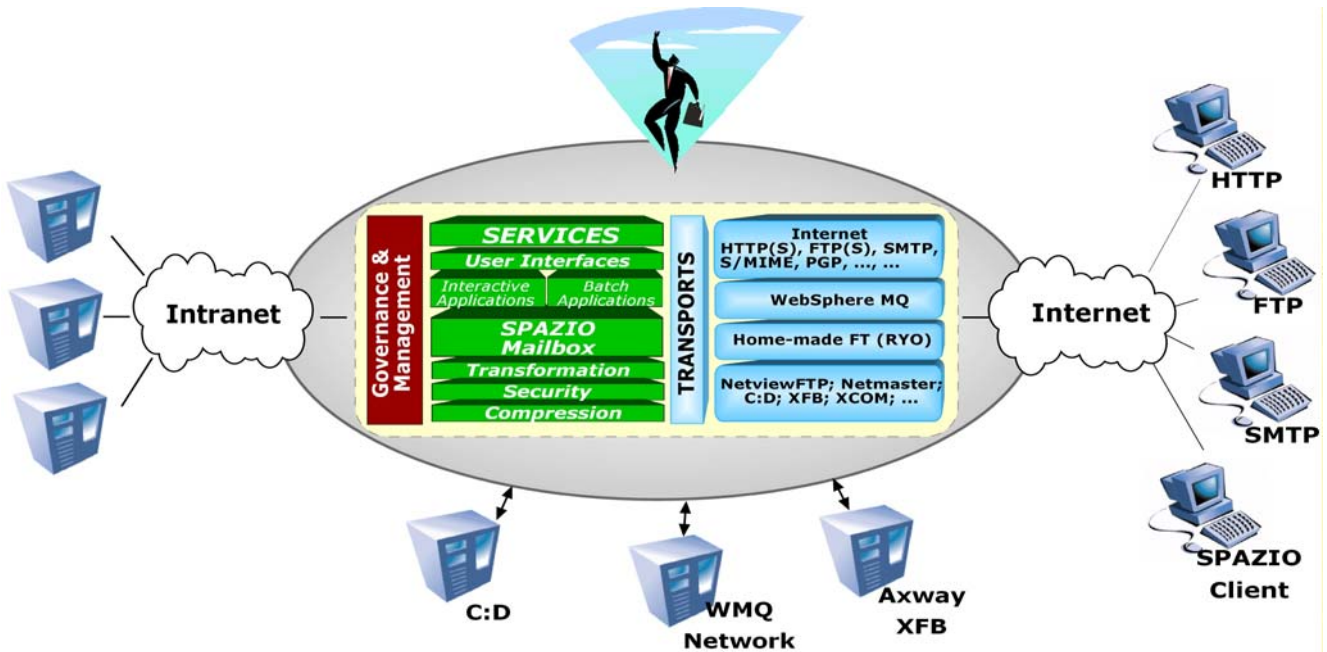 Intranet
Governance &
Management
SERVICES
User Interfaces
Interactive
Applications
Batch
Applications
SPAZIO
Mailbox
Transformation
Security
Compression
TRANSPORTS
Internet
HTTP(S), FTP(S), SMTP,
S/MIME, PGP, ..., ...
WebSphere MQ
Home-made FT (RYO)
NetviewFTP; Netmaster;
C:D; XFB; XCOM; ...
Internet
HTTP
FTP
SMTP
SPAZIO
Client
C:D
WMQ
Network
Axway
XFB